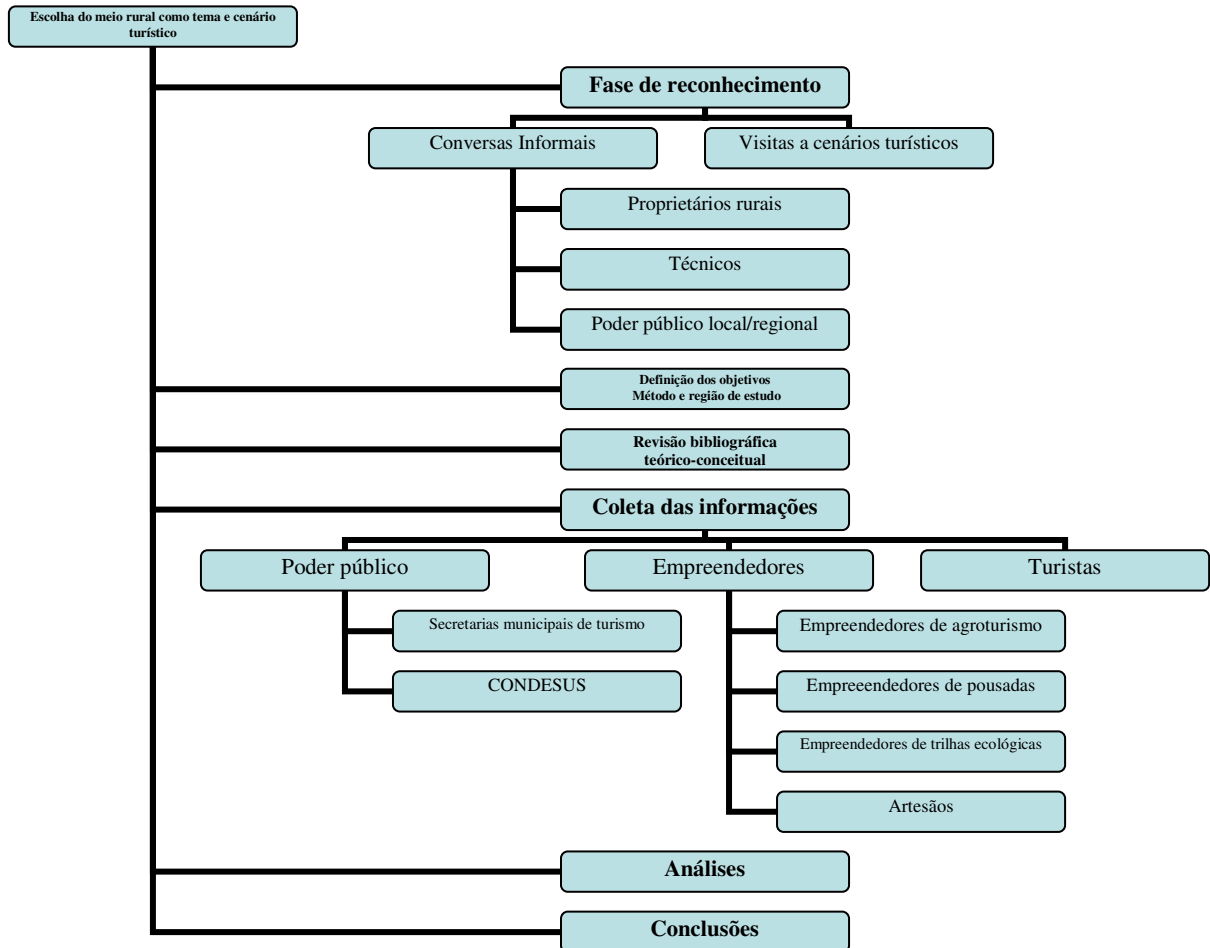 Escolha do meio rural como tema e cenário
turístico
Fase de reconhecimento
Conversas Informais
Visitas a cenários turísticos
Proprietários rurais
Técnicos
Poder público local/regional
Definição dos objetivos
Método e região de estudo
Revisão bibliográfica
teórico-conceitual
Coleta das informações
Poder público
Empreendedores
Turistas
Secretarias municipais de turismo
CONDESUS
Empreendedores de agroturismo
Empreeendedores de pousadas
Empreendedores de trilhas ecológicas
Artesãos
Análises
Conclusões